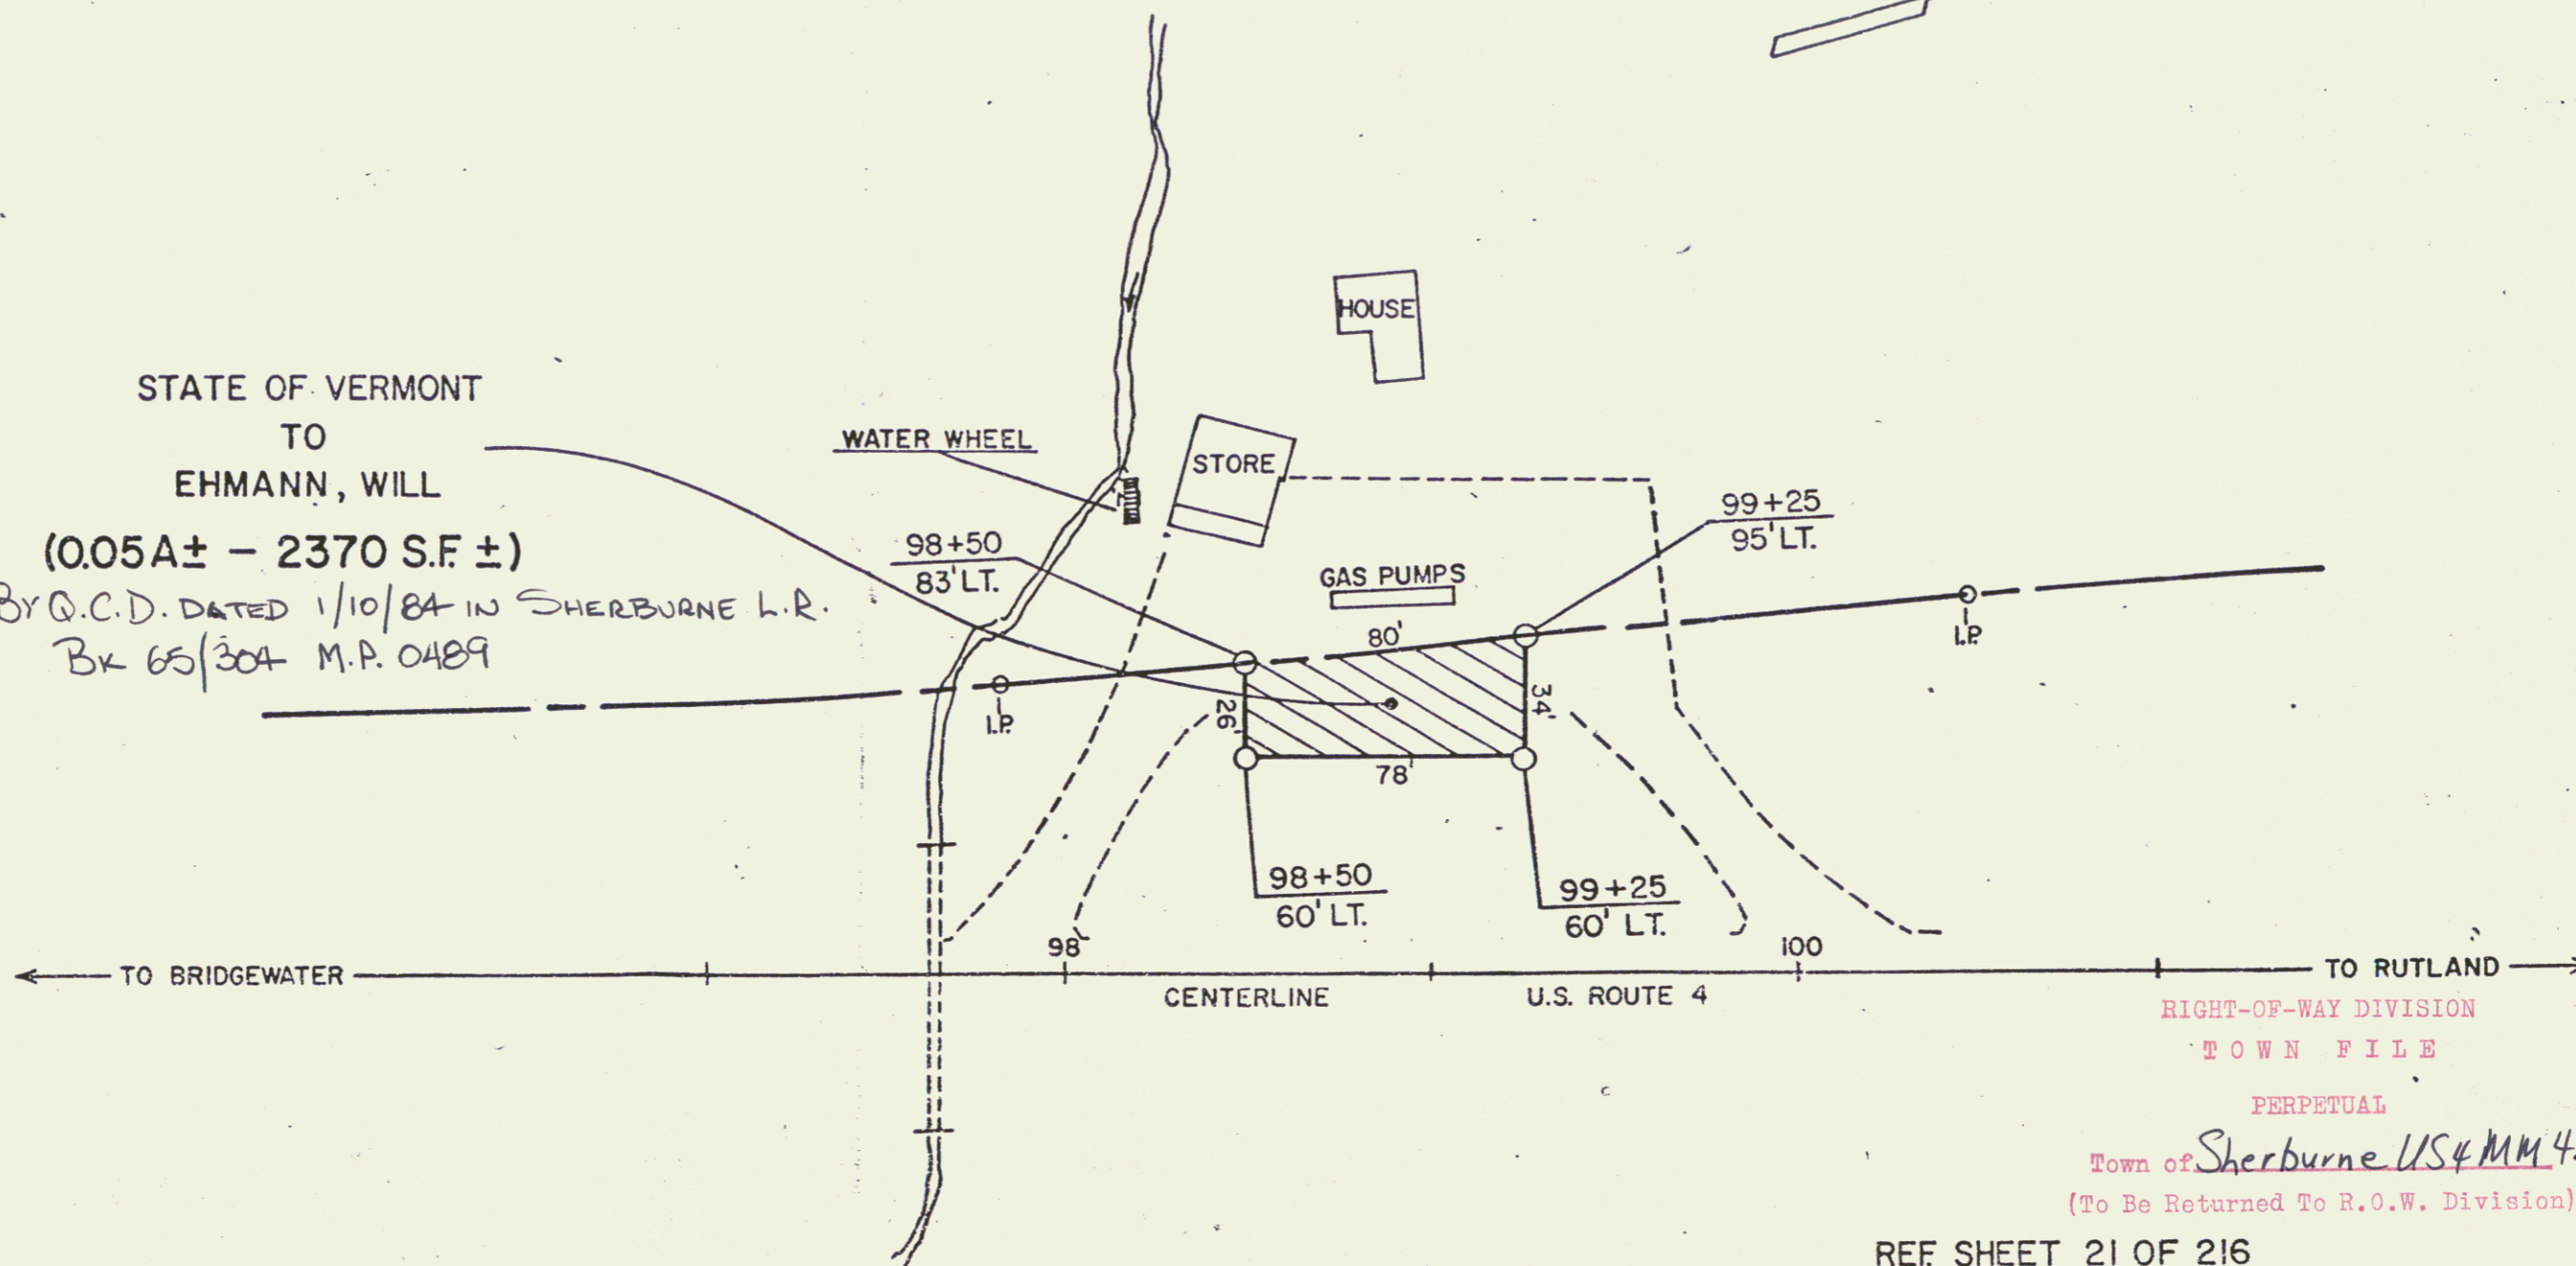 HOUSE
STATE OF VERMONT
TO
EHMANN, WILL
(0.05A± – 2370 S.F. ±)
BY Q.C.D. DATED 1/10/84 IN SHERBURNE L.R.
BK 65/304 M.P. 0489
WATER WHEEL
STORE
98+50
83' LT.
99+25
95' LT.
GAS PUMPS
80'
I.P.
I.P.
26'
34'
78'
98+50
60' LT.
99+25
60' LT.
98
100
TO BRIDGEWATER
TO RUTLAND
CENTERLINE U.S. ROUTE 4
RIGHT-OF-WAY DIVISION
TOWN FILE
PERPETUAL
Town of Sherburne US4 MM 4.
(To Be Returned To R.O.W. Division)
REF. SHEET 21 OF 216